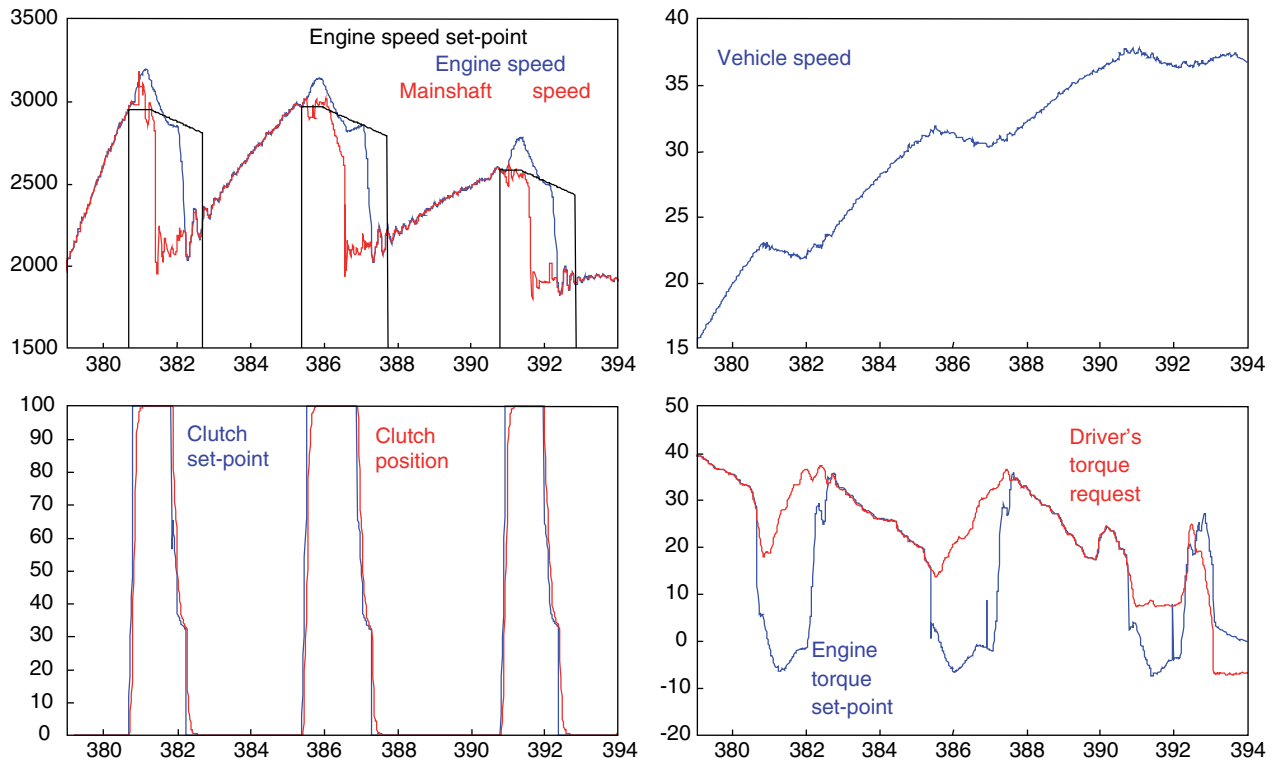 3500
3000
2500
2000
1500
380 382 384 386 388 390 392 394
Engine speed set-point
Engine speed
Mainshaft speed
40
35
30
25
20
15
380 382 384 386 388 390 392 394
Vehicle speed
100
90
80
70
60
50
40
30
20
10
0
380 382 384 386 388 390 392 394
Clutch
set-point
Clutch
position
50
40
30
20
10
0
-10
-20
380 382 384 386 388 390 392 394
Driver's
torque
request
Engine
torque
set-point